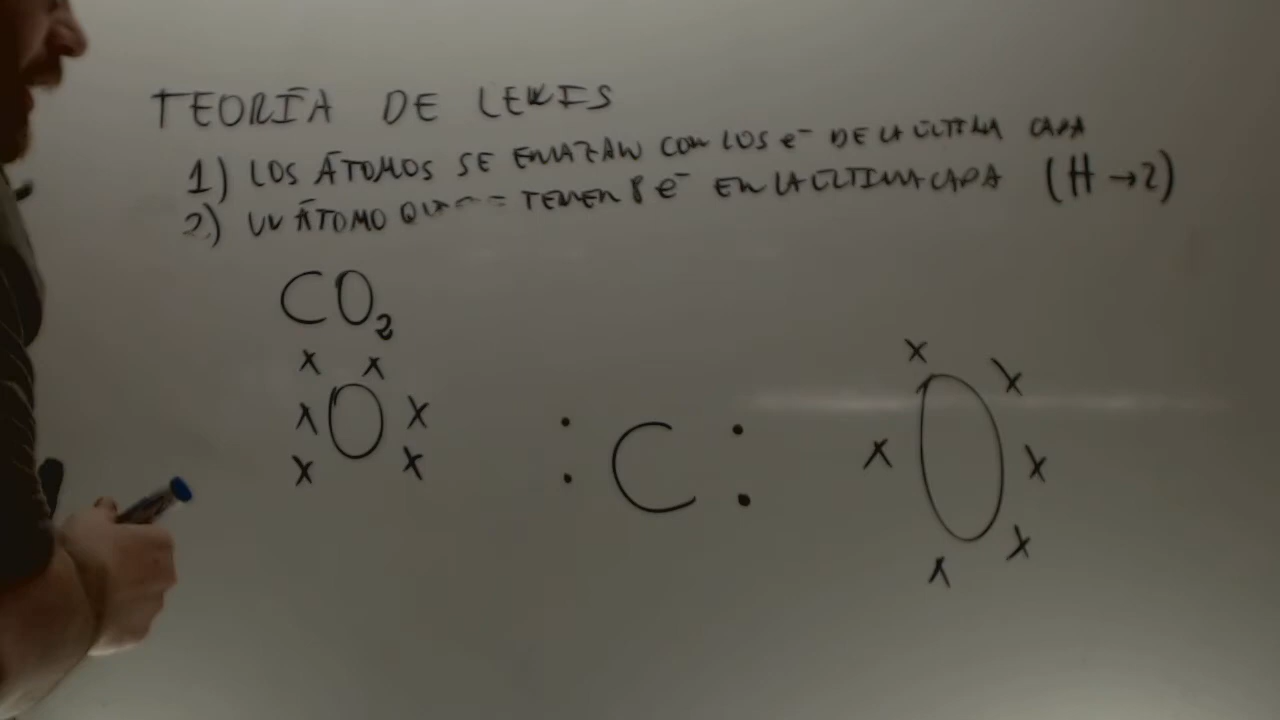 TEORÍA DE LEWIS
1) LOS ÁTOMOS SE ENLAZAN CON LOS e⁻ DE LA ÚLTIMA CAPA
2) UN ÁTOMO TENER 8 e⁻ EN LA ÚLTIMA CAPA (H → 2)
CO₂
O : C : O